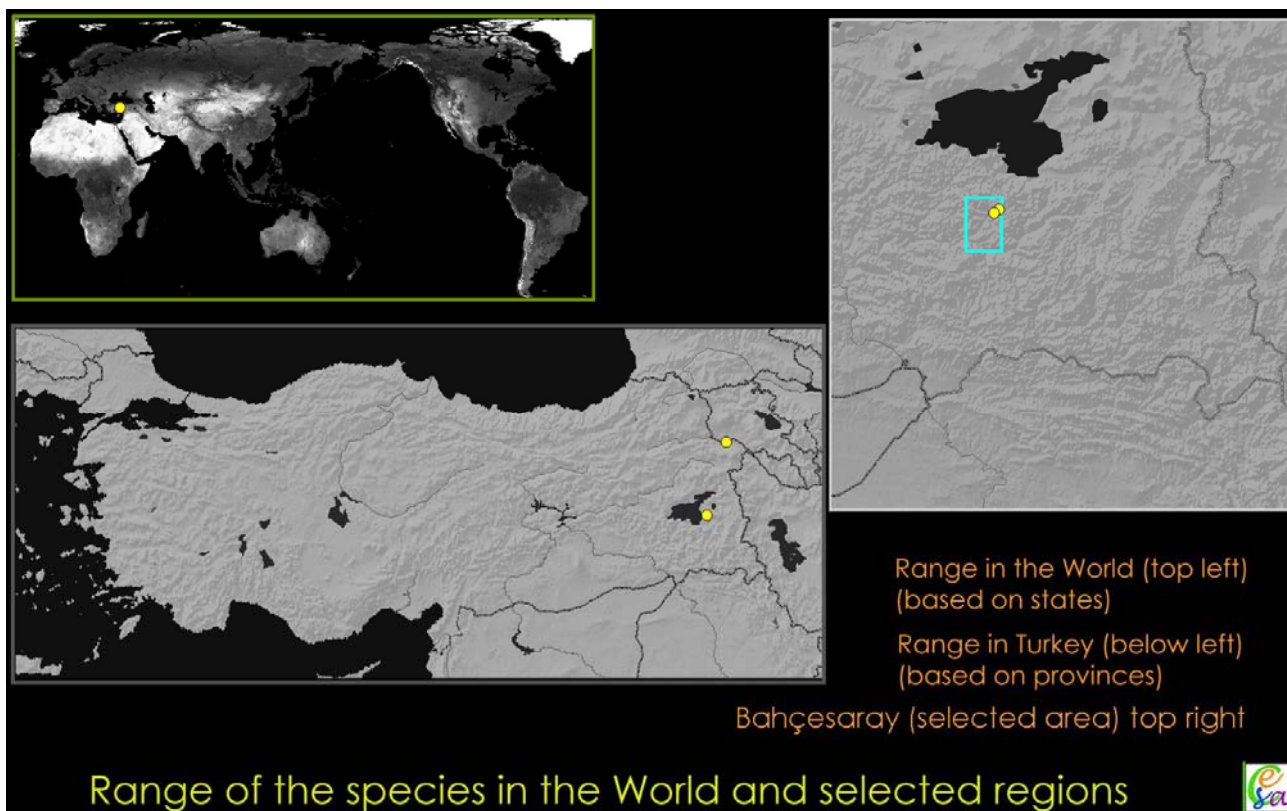 Range in the World (top left)
(based on states)
Range in Turkey (below left)
(based on provinces)
Bahçesaray (selected area) top right
Range of the species in the World and selected regions